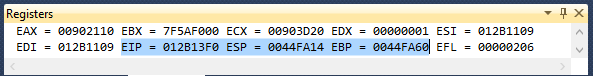 Registers
EAX = 00902110 EBX = 7F5AF000 ECX = 00903D20 EDX = 00000001 ESI = 012B1109
EDI = 012B1109 EIP = 012B13F0 ESP = 0044FA14 EBP = 0044FA60 EFL = 00000206